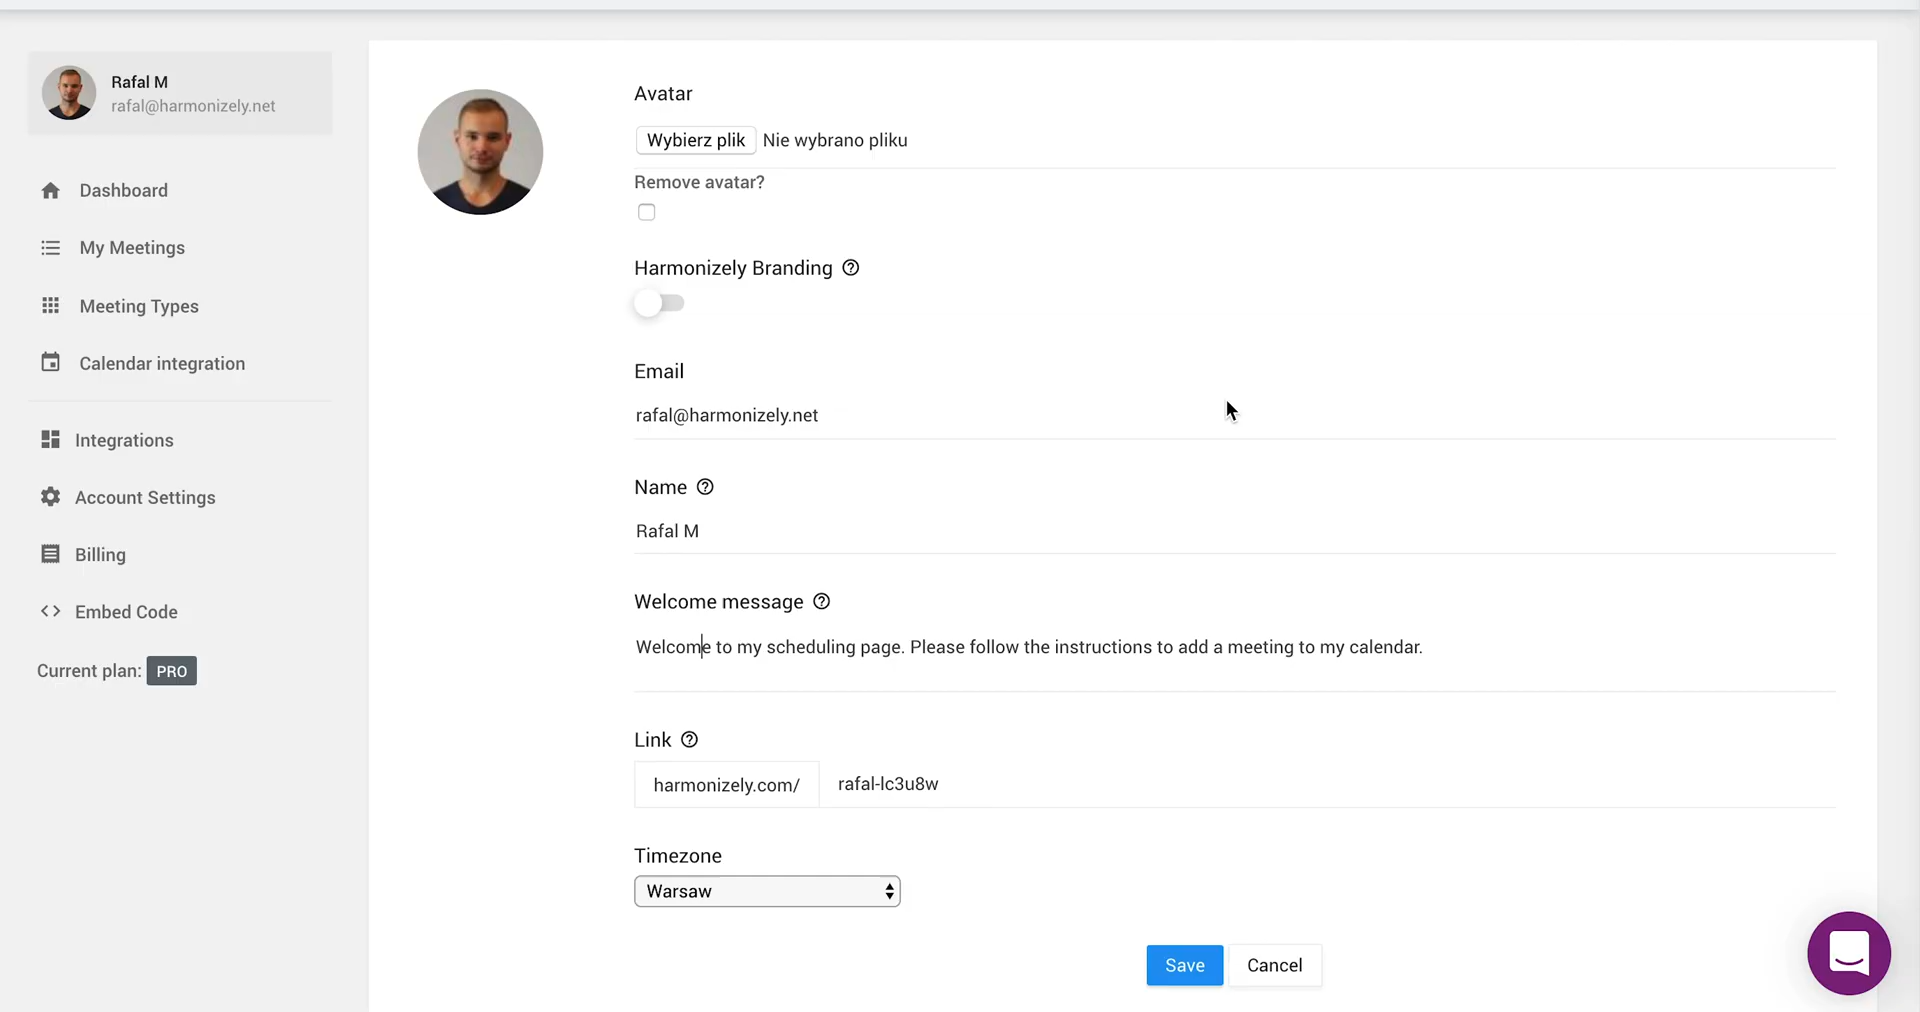 Rafal M
rafal@harmonizely.net
Dashboard
My Meetings
Meeting Types
Calendar integration
Integrations
Account Settings
Billing
Embed Code
Current plan: PRO
Avatar
Wybierz plik Nie wybrano pliku
Remove avatar?
Harmonizely Branding
Email
rafal@harmonizely.net
Name
Rafal M
Welcome message
Welcome to my scheduling page. Please follow the instructions to add a meeting to my calendar.
Link
harmonizely.com/ rafal-lc3u8w
Timezone
Warsaw
Save Cancel